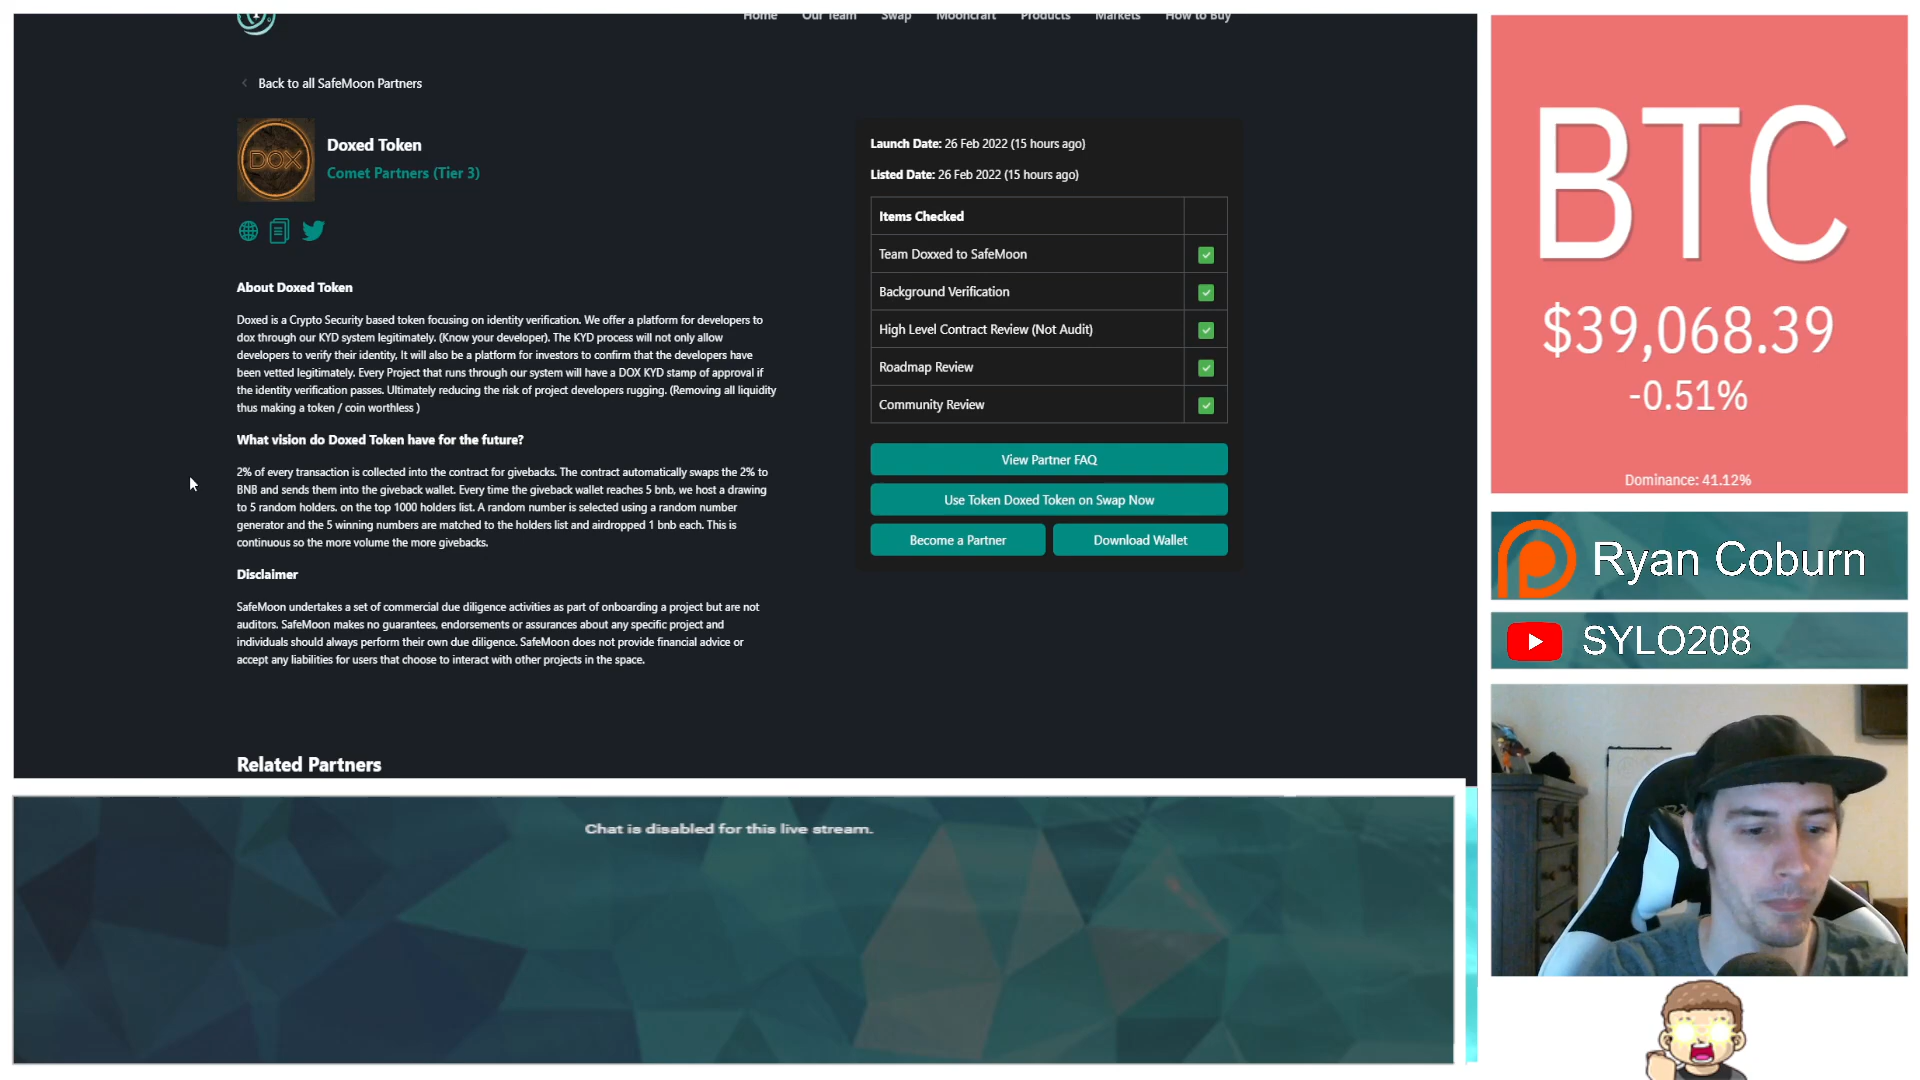 Home Our Team Swap Mooncraft Products Markets How to Buy
Back to all SafeMoon Partners
DOX
Doxed Token
Comet Partners (Tier 3)
About Doxed Token
Doxed is a Crypto Security based token focusing on identity verification. We offer a platform for developers to
dox through our KYD system legitimately. (Know your developer). The KYD process will not only allow
developers to verify their identity, It will also be a platform for investors to confirm that the developers have
been vetted legitimately. Every Project that runs through our system will have a DOX KYD stamp of approval if
the identity verification passes. Ultimately reducing the risk of project developers rugging. (Removing all liquidity
thus making a token / coin worthless )
What vision do Doxed Token have for the future?
2% of every transaction is collected into the contract for givebacks. The contract automatically swaps the 2% to
BNB and sends them into the giveback wallet. Every time the giveback wallet reaches 5 bnb, we host a drawing
to 5 random holders. on the top 1000 holders list. A random number is selected using a random number
generator and the 5 winning numbers are matched to the holders list and airdropped 1 bnb each. This is
continuous so the more volume the more givebacks.
Disclaimer
SafeMoon undertakes a set of commercial due diligence activities as part of onboarding a project but are not
auditors. SafeMoon makes no guarantees, endorsements or assurances about any specific project and
individuals should always perform their own due diligence. SafeMoon does not provide financial advice or
accept any liabilities for users that choose to interact with other projects in the space.
Related Partners
Launch Date: 26 Feb 2022 (15 hours ago)
Listed Date: 26 Feb 2022 (15 hours ago)
Items Checked
Team Doxxed to SafeMoon
Background Verification
High Level Contract Review (Not Audit)
Roadmap Review
Community Review
View Partner FAQ
Use Token Doxed Token on Swap Now
Become a Partner Download Wallet
Chat is disabled for this live stream.
BTC
$39,068.39
-0.51%
Dominance: 41.12%
Ryan Coburn
SYLO208